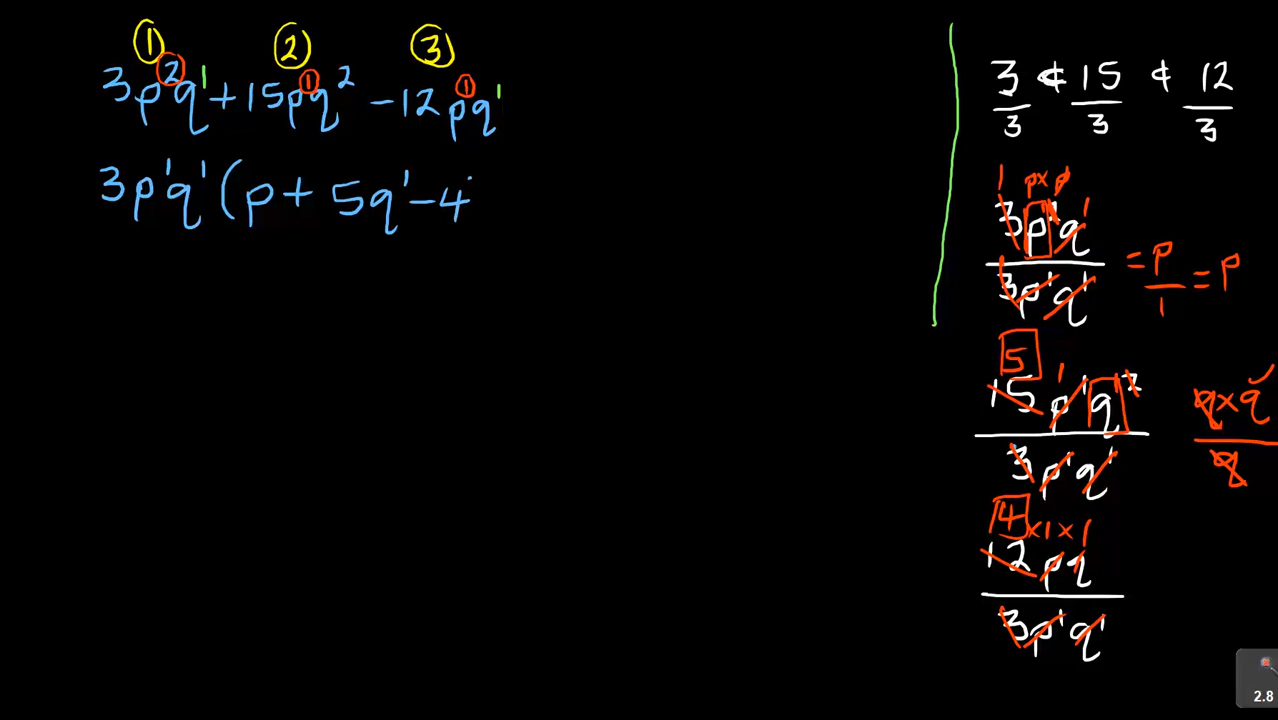 ① ② ③
3p²q¹+15p¹q²-12p¹q¹
3p¹q¹(p+5q¹-4
3 & 15 & 12
3 3 3
1 p×p
3p²q¹
3p¹q¹
=p/1=p
5
15p¹q²
3p¹q¹
q×q
q
4×1×1
12pq
3p¹q¹
2.8